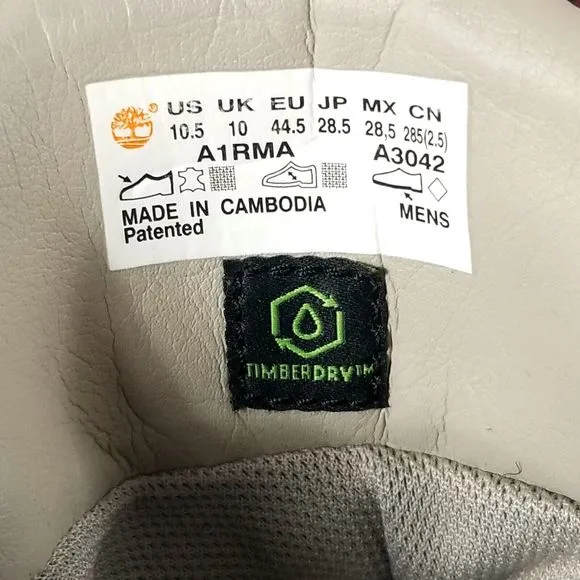 ® US UK EU JP MX CN
10.5 10 44.5 28.5 28,5 285(2.5)
A1RMA A3042
MADE IN CAMBODIA MENS
Patented
TIMBERDRY™